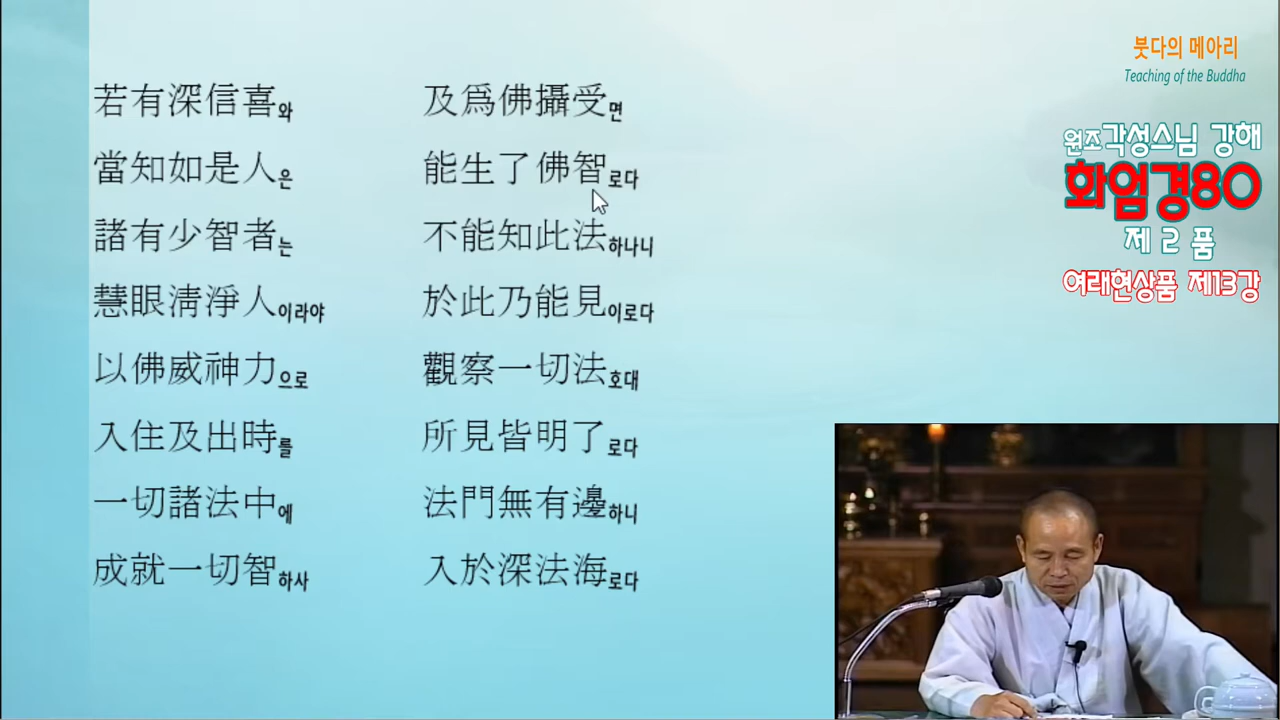 若有深信喜와 及爲佛攝受면
當知如是人은 能生了佛智로다
諸有少智者는 不能知此法하나니
慧眼淸淨人이라야 於此乃能見이로다
以佛威神力으로 觀察一切法호대
入住及出時를 所見皆明了로다
一切諸法中에 法門無有邊하니
成就一切智하사 入於深法海로다
붓다의 메아리
Teaching of the Buddha
원조각성스님 강해
화엄경80
제2품
여래현상품 제13강